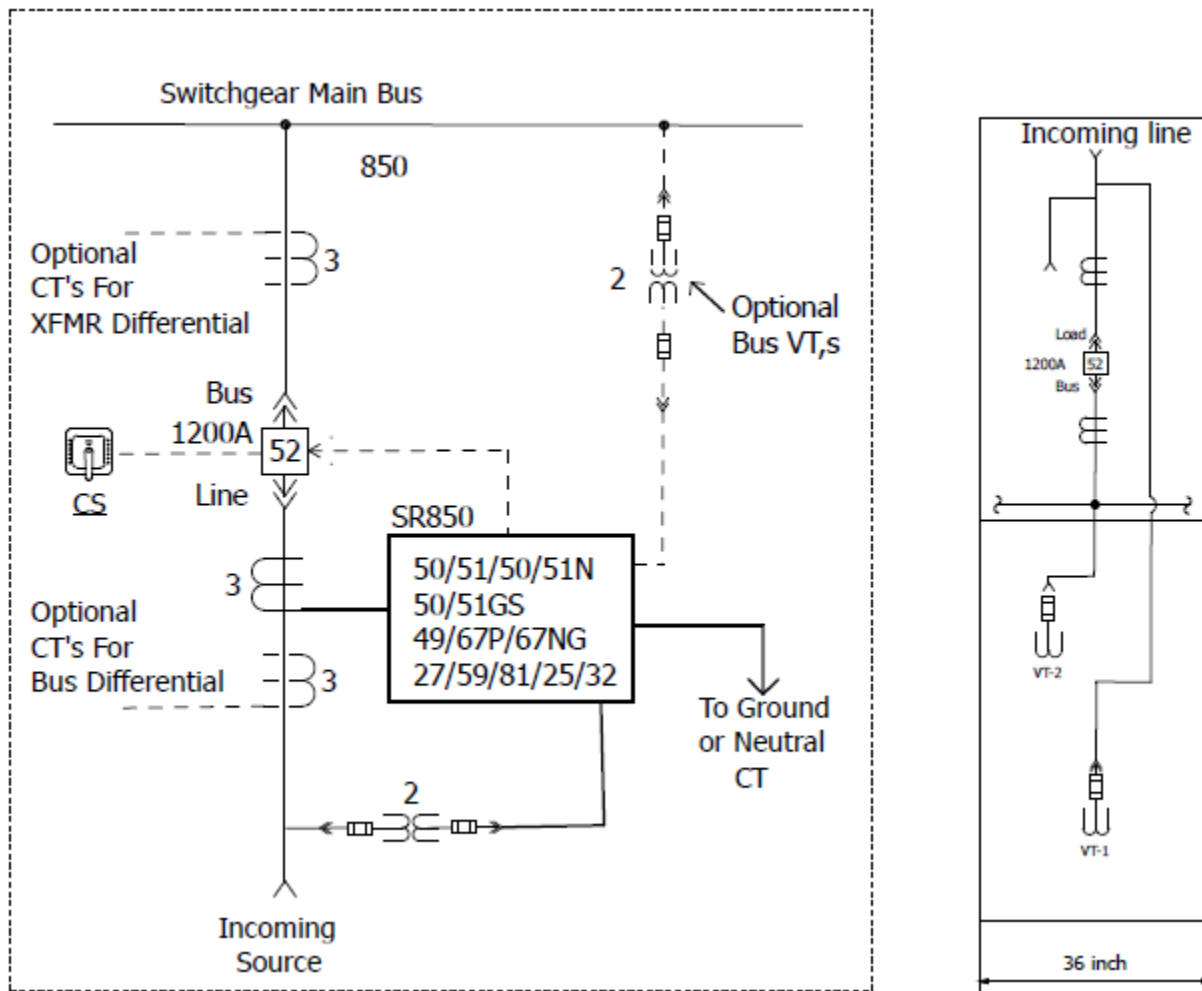 Switchgear Main Bus
850
Optional
CT's For
XFMR Differential
3
2
Optional
Bus VT,s
Bus
1200A
52
Line
CS
SR850
50/51/50/51N
50/51GS
49/67P/67NG
27/59/81/25/32
3
Optional
CT's For
Bus Differential
3
To Ground
or Neutral
CT
2
Incoming
Source
Incoming line
Load
1200A
52
Bus
VT-2
VT-1
36 inch